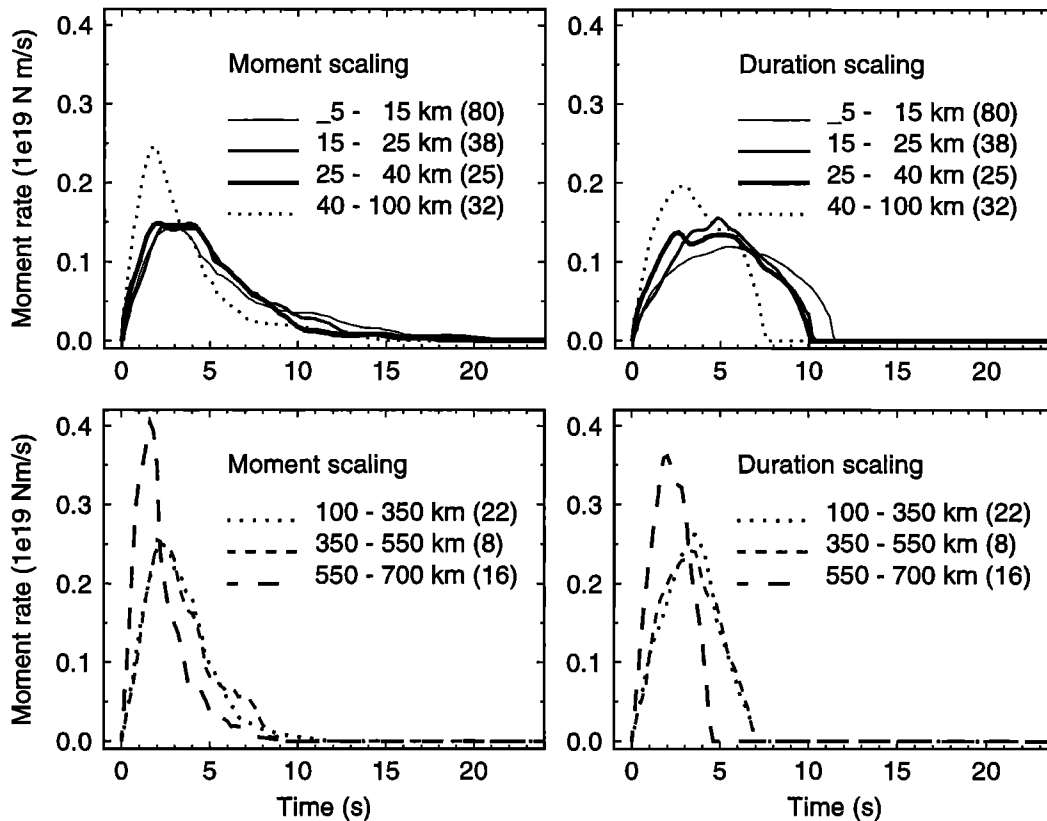 Moment rate (1e19 N m/s)
0.4
0.3
0.2
0.1
0.0
Moment scaling
_5 - 15 km (80)
15 - 25 km (38)
25 - 40 km (25)
40 - 100 km (32)
0 5 10 15 20
0.4
0.3
0.2
0.1
0.0
Duration scaling
_5 - 15 km (80)
15 - 25 km (38)
25 - 40 km (25)
40 - 100 km (32)
0 5 10 15 20
Moment rate (1e19 Nm/s)
0.4
0.3
0.2
0.1
0.0
Moment scaling
100 - 350 km (22)
350 - 550 km (8)
550 - 700 km (16)
0 5 10 15 20
Time (s)
0.4
0.3
0.2
0.1
0.0
Duration scaling
100 - 350 km (22)
350 - 550 km (8)
550 - 700 km (16)
0 5 10 15 20
Time (s)